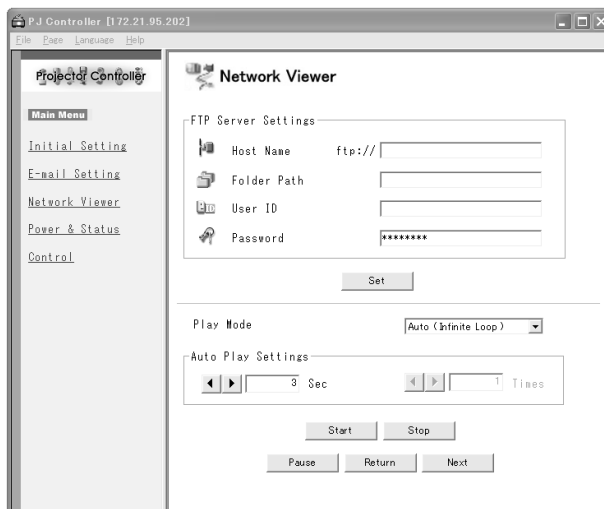 PJ Controller [172.21.95.202]
File Page Language Help
Projector Controller
Main Menu
Initial Setting
E-mail Setting
Network Viewer
Power & Status
Control
Network Viewer
FTP Server Settings
Host Name ftp://
Folder Path
User ID
Password ********
Set
Play Mode Auto (Infinite Loop)
Auto Play Settings
3 Sec 1 Times
Start Stop
Pause Return Next